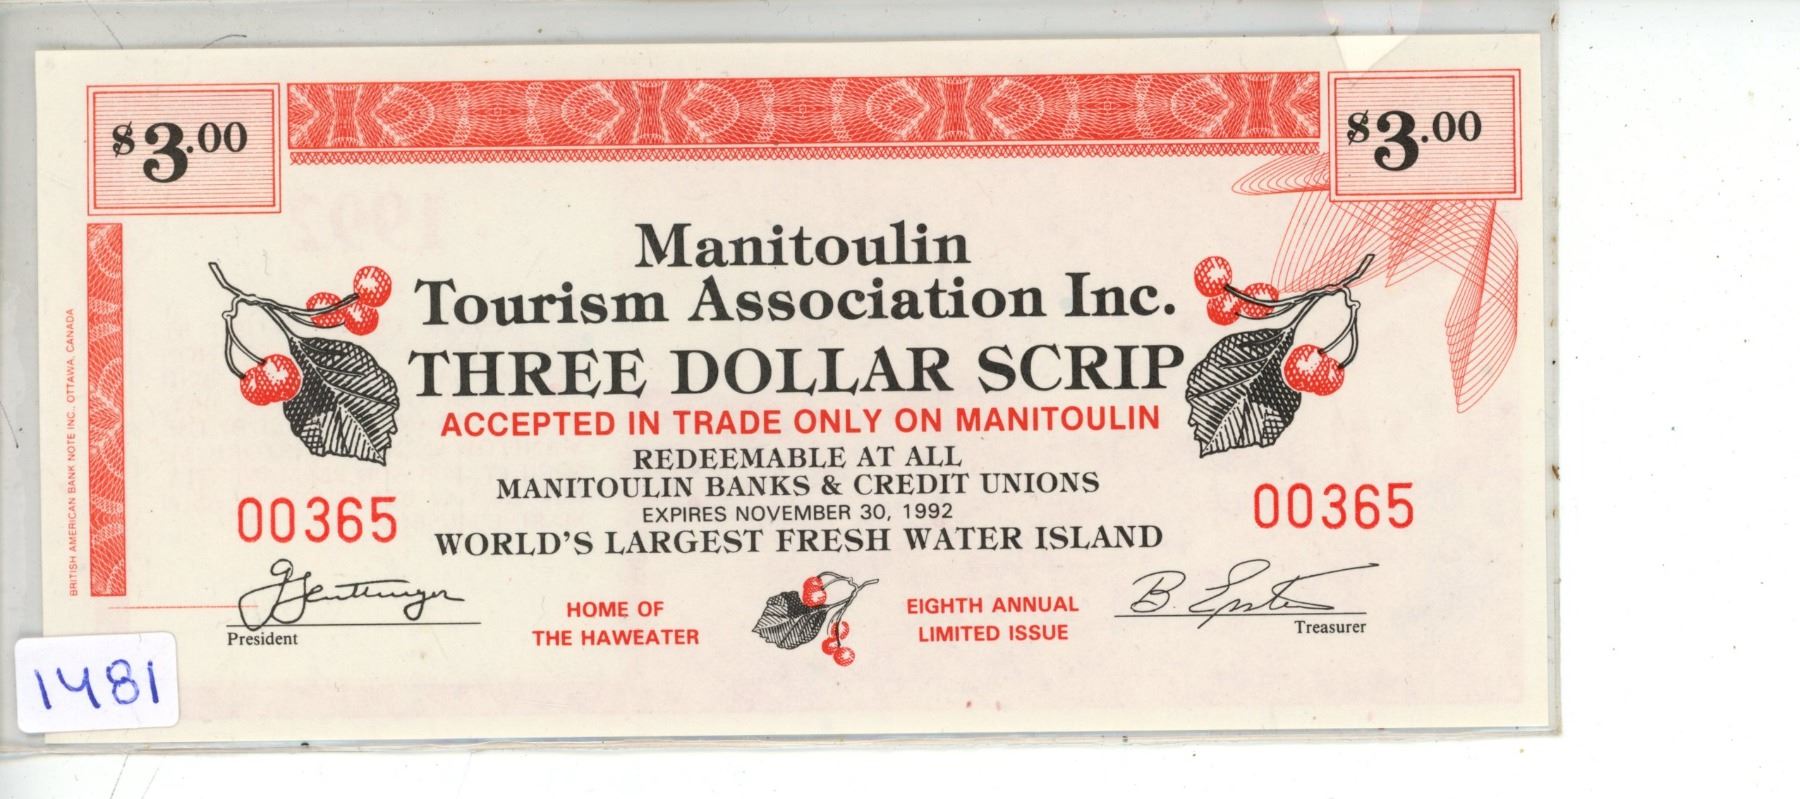 $3.00
$3.00
Manitoulin
Tourism Association Inc.
THREE DOLLAR SCRIP
ACCEPTED IN TRADE ONLY ON MANITOULIN
REDEEMABLE AT ALL
MANITOULIN BANKS & CREDIT UNIONS
EXPIRES NOVEMBER 30, 1992
WORLD'S LARGEST FRESH WATER ISLAND
00365
00365
BRITISH AMERICAN BANK NOTE INC., OTTAWA, CANADA
President
HOME OF
THE HAWEATER
EIGHTH ANNUAL
LIMITED ISSUE
Treasurer
1481